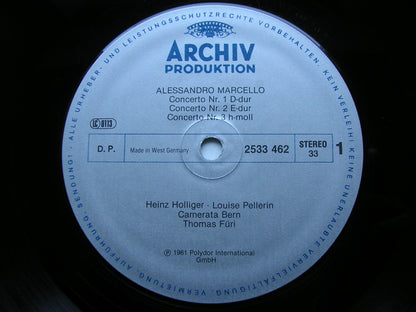 ALLE URHEBER- UND LEISTUNGSSCHUTZRECHTE VORBEHALTEN. KEIN VERLEIH! KEINE UNERLAUBTE VERVIELFÄLTIGUNG, VERMIETUNG, AUFFÜHRUNG, SENDUNG!
ARCHIV
PRODUKTION
ALESSANDRO MARCELLO
Concerto Nr. 1 D-dur
Concerto Nr. 2 E-dur
Concerto Nr. 3 h-moll
LC 0113
D. P.
Made in West Germany
2533 462
STEREO
33
1
Heinz Holliger · Louise Pellerin
Camerata Bern
Thomas Füri
℗ 1981 Polydor International
GmbH